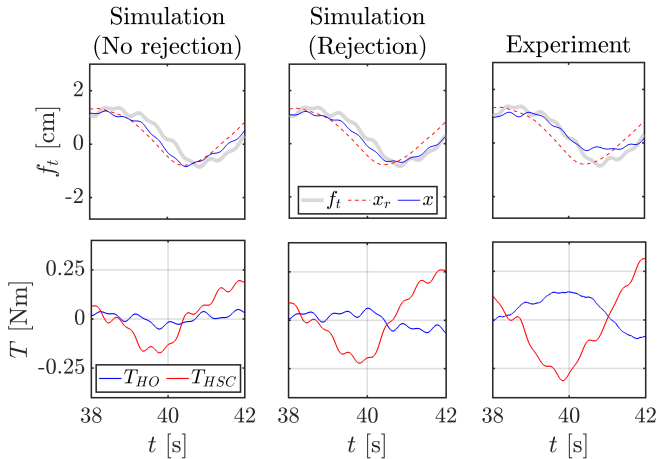 Simulation
(No rejection)
Simulation
(Rejection)
Experiment
f_t [cm]
2
0
-2
f_t x_r x
T [Nm]
0.25
0
-0.25
T_HO T_HSC
38 40 42
38 40 42
38 40 42
t [s]
t [s]
t [s]